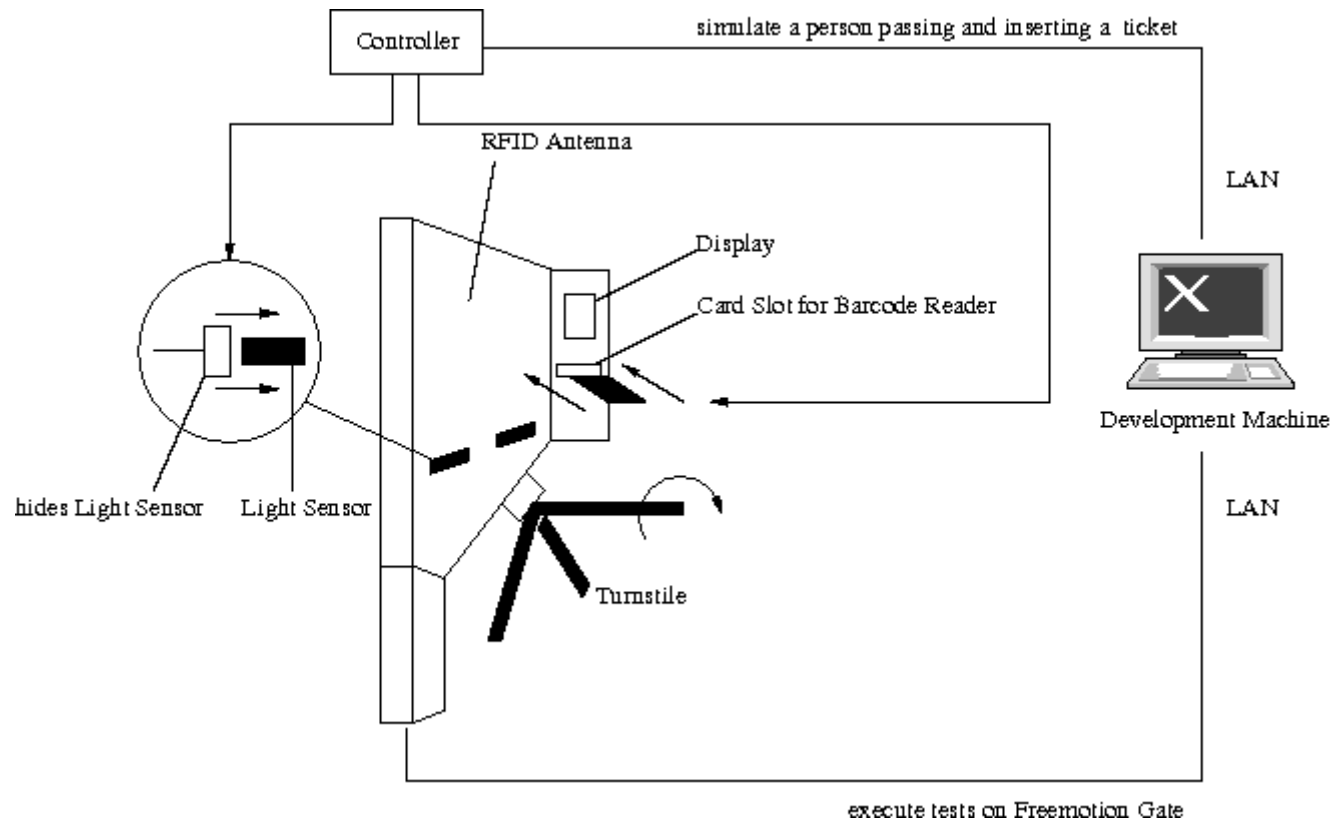 simulate a person passing and inserting a ticket
Controller
RFID Antenna
LAN
Display
Card Slot for Barcode Reader
Development Machine
hides Light Sensor
Light Sensor
LAN
Turnstile
execute tests on Freemotion Gate